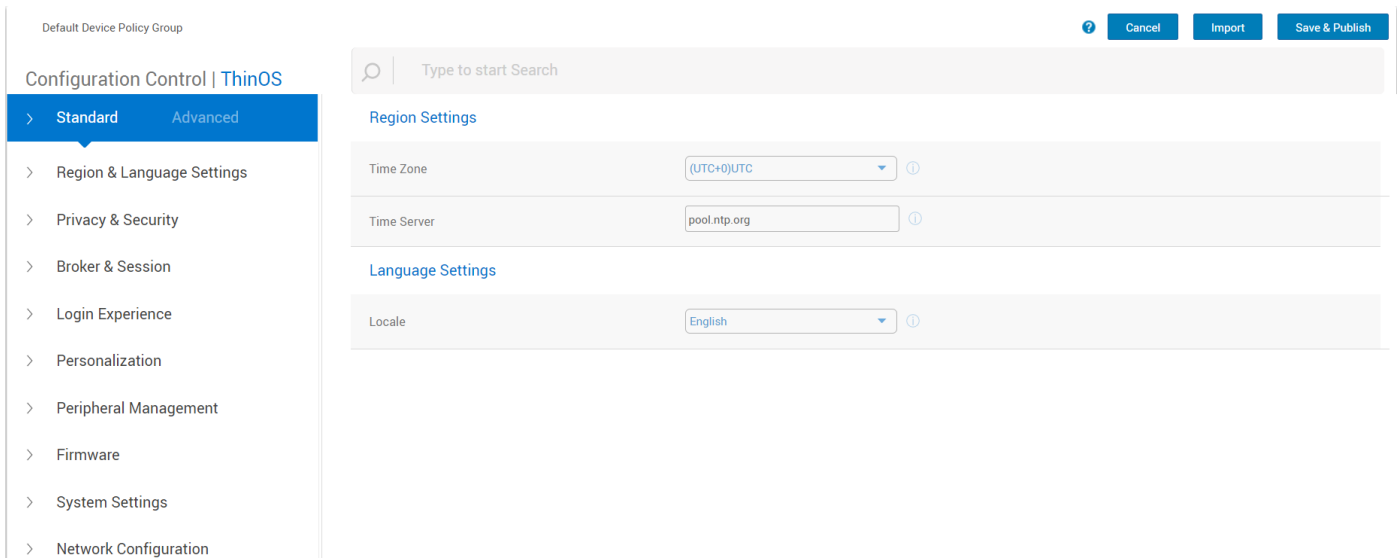 Default Device Policy Group
Cancel
Import
Save & Publish
Configuration Control | ThinOS
Type to start Search
Standard Advanced
Region & Language Settings
Privacy & Security
Broker & Session
Login Experience
Personalization
Peripheral Management
Firmware
System Settings
Network Configuration
Region Settings
Time Zone (UTC+0)UTC
Time Server pool.ntp.org
Language Settings
Locale English